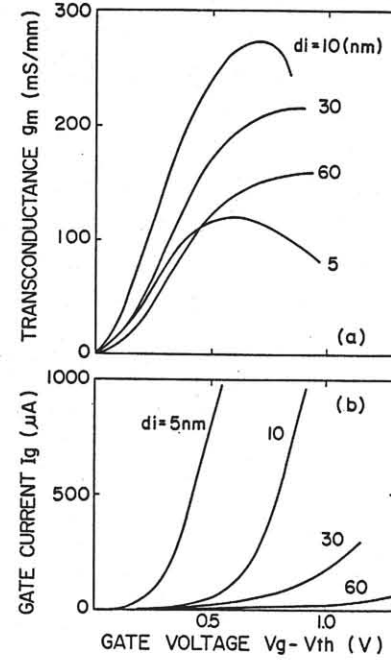 300
200
100
0
TRANSCONDUCTANCE gm (mS/mm)
di=10(nm)
30
60
5
(a)
1000
500
0
GATE CURRENT Ig (μA)
di=5nm
10
(b)
30
60
0.5
1.0
GATE VOLTAGE Vg-Vth (V)